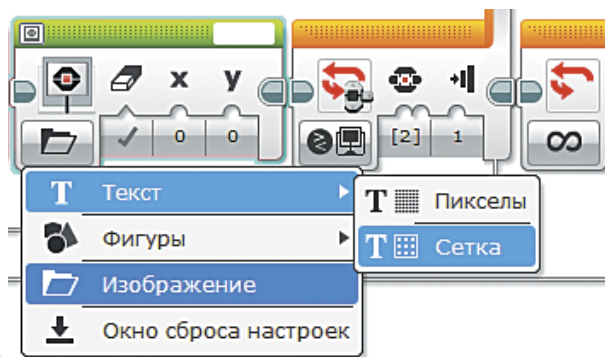 x y
0 0 [2] 1
T Текст
T Пикселы
Фигуры
T Сетка
Изображение
Окно сброса настроек